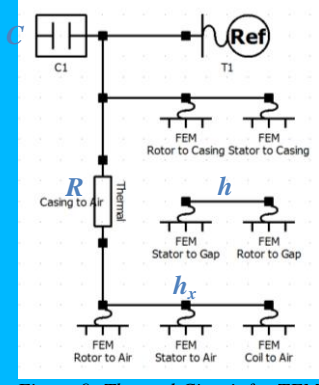 C
Ref
C1
T1
FEM FEM
Rotor to Casing Stator to Casing
R
Casing to Air
Thermal
h
FEM FEM
Stator to Gap Rotor to Gap
hx
FEM FEM FEM
Rotor to Air Stator to Air Coil to Air